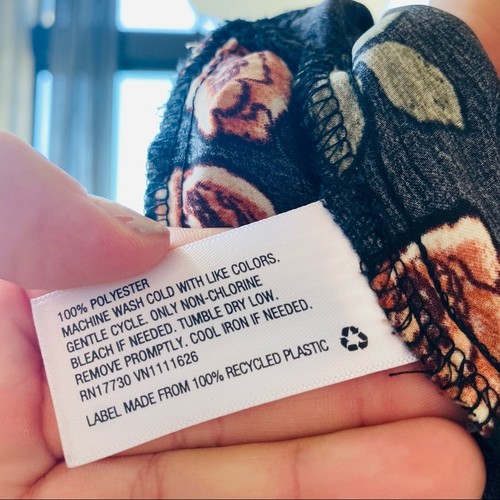 100% POLYESTER
MACHINE WASH COLD WITH LIKE COLORS.
GENTLE CYCLE. ONLY NON-CHLORINE
BLEACH IF NEEDED. TUMBLE DRY LOW.
REMOVE PROMPTLY. COOL IRON IF NEEDED.
RN17730 VN1111626
LABEL MADE FROM 100% RECYCLED PLASTIC